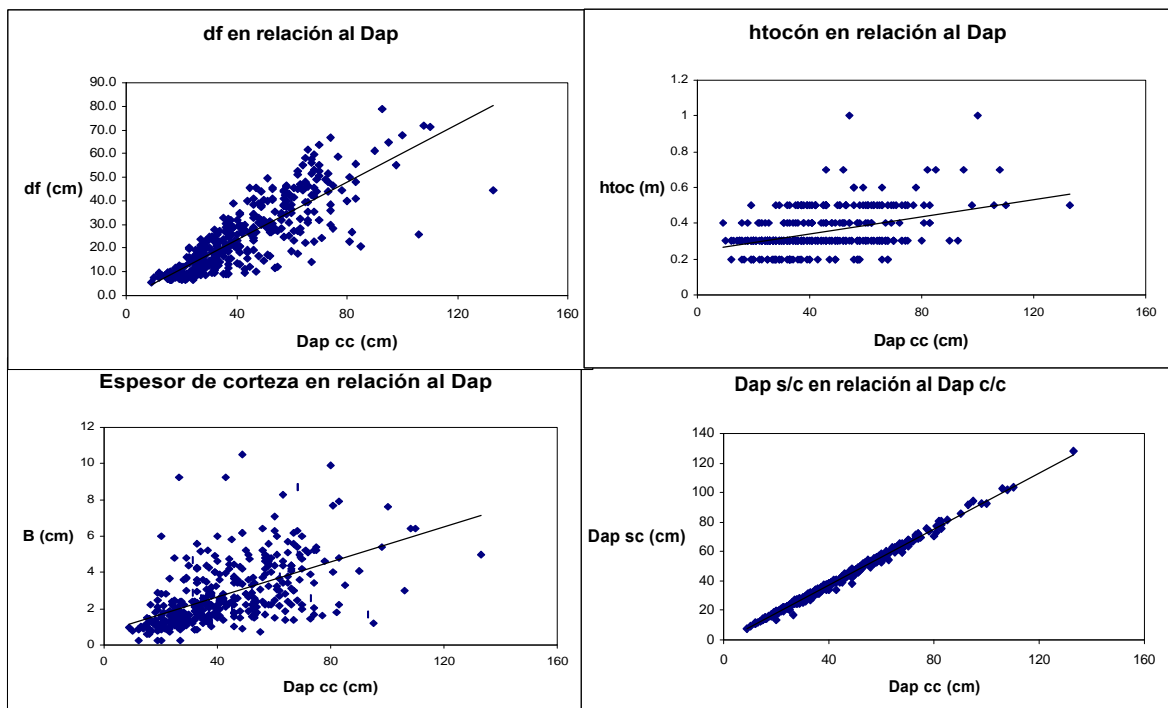 df en relación al Dap
90.0
80.0
70.0
60.0
50.0
40.0
30.0
20.0
10.0
0.0
df (cm)
0 40 80 120 160
Dap cc (cm)
htocón en relación al Dap
1.2
1
0.8
0.6
0.4
0.2
0
htoc (m)
0 40 80 120 160
Dap cc (cm)
Espesor de corteza en relación al Dap
12
10
8
6
4
2
0
B (cm)
0 40 80 120 160
Dap cc (cm)
Dap s/c en relación al Dap c/c
140
120
100
80
60
40
20
0
Dap sc (cm)
0 40 80 120 160
Dap cc (cm)